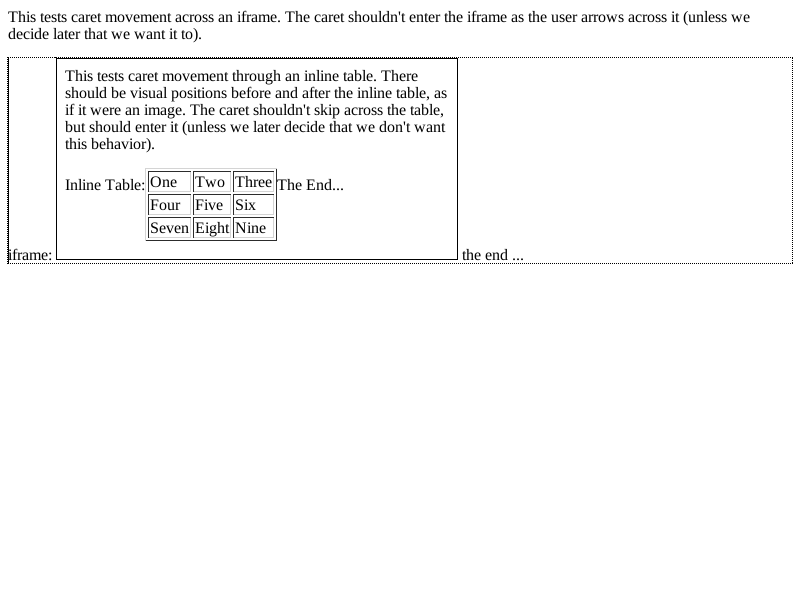 This tests caret movement across an iframe. The caret shouldn't enter the iframe as the user arrows across it (unless we
decide later that we want it to).
This tests caret movement through an inline table. There
should be visual positions before and after the inline table, as
if it were an image. The caret shouldn't skip across the table,
but should enter it (unless we later decide that we don't want
this behavior).
Inline Table: One Two Three The End...
Four Five Six
Seven Eight Nine
iframe: the end ...